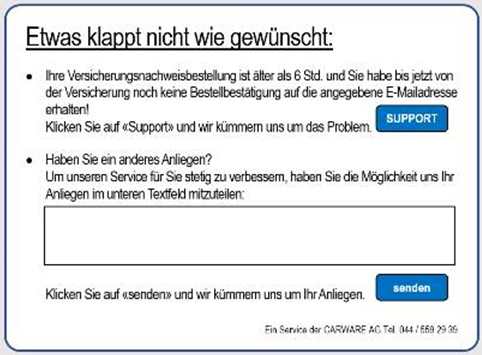 Etwas klappt nicht wie gewünscht:
• Ihre Versicherungsnachweisbestellung ist älter als 6 Std. und Sie habe bis jetzt von
der Versicherung noch keine Bestellbestätigung auf die angegebene E-Mailadresse
erhalten!
Klicken Sie auf «Support» und wir kümmern uns um das Problem. SUPPORT
• Haben Sie ein anderes Anliegen?
Um unseren Service für Sie stetig zu verbessern, haben Sie die Möglichkeit uns Ihr
Anliegen im unteren Textfeld mitzuteilen:
Klicken Sie auf «senden» und wir kümmern uns um Ihr Anliegen. senden
Ein Service der CARWARE AG Tel. 044 / 559 29 39